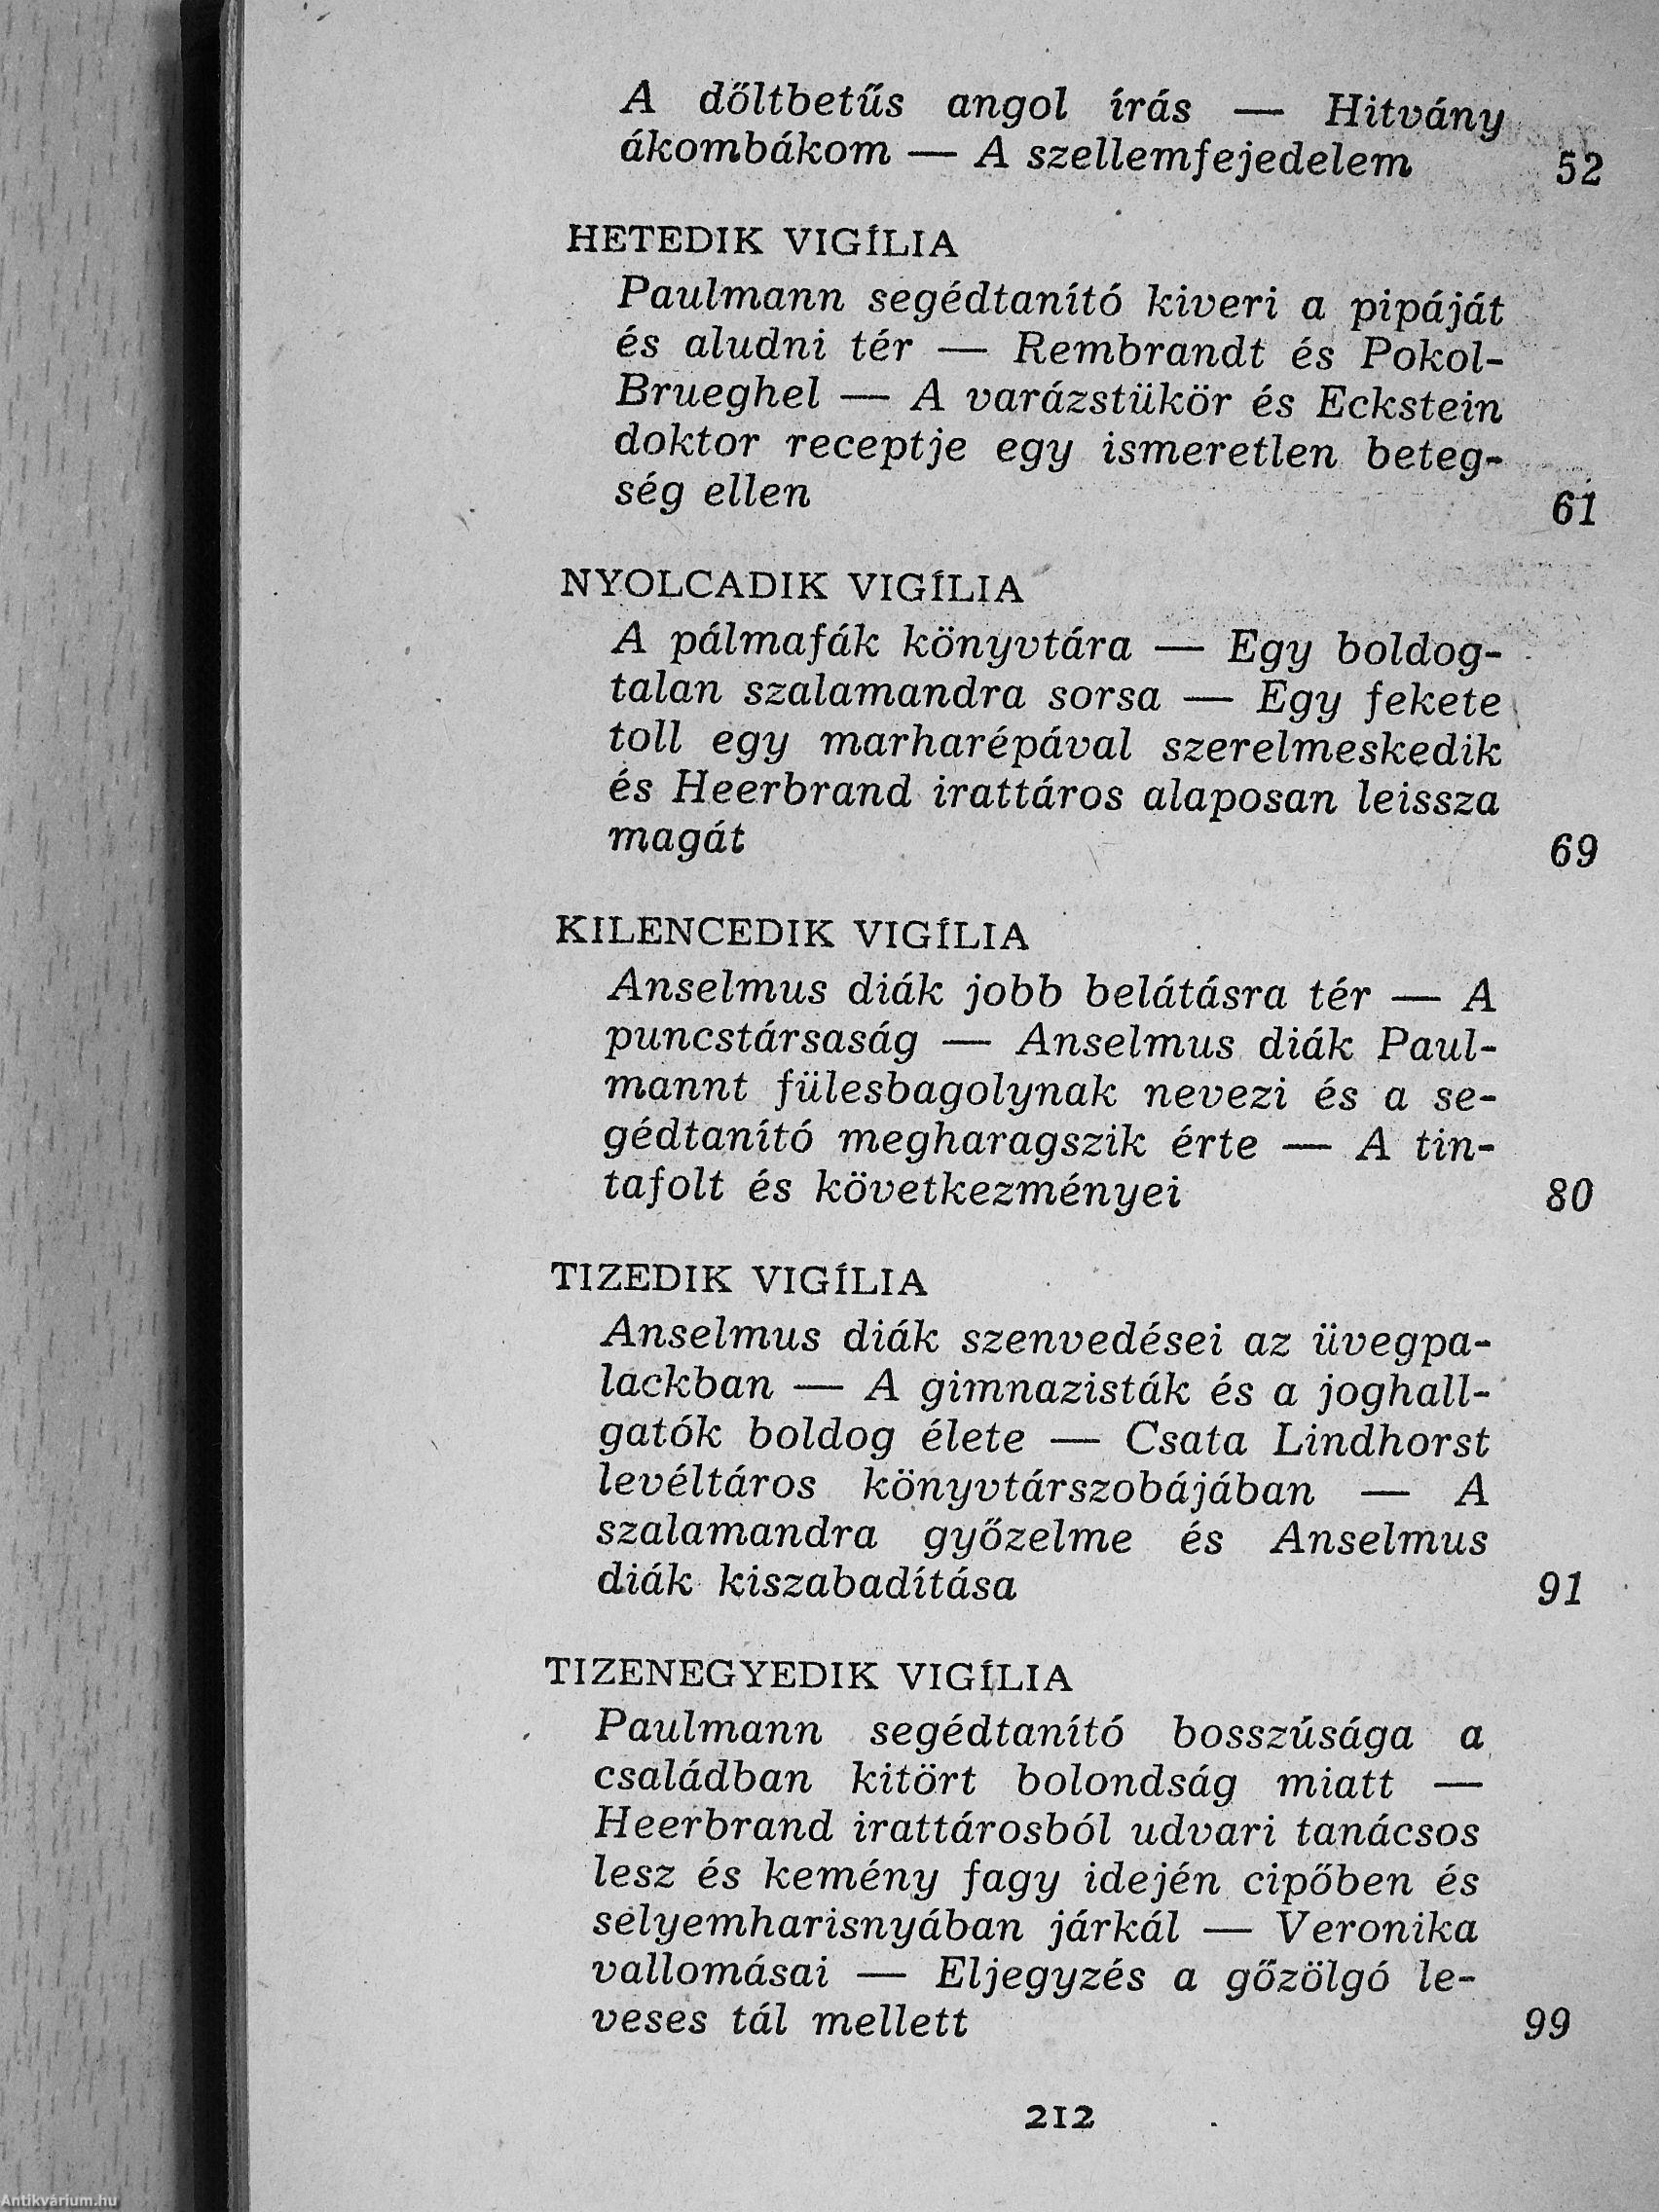 A dőltbetűs angol írás — Hitvány
ákombákom — A szellemfejedelem 52
HETEDIK VIGÍLIA
Paulmann segédtanító kiveri a pipáját
és aludni tér — Rembrandt és Pokol-
Brueghel — A varázstükör és Eckstein
doktor receptje egy ismeretlen beteg-
ség ellen 61
NYOLCADIK VIGÍLIA
A pálmafák könyvtára — Egy boldog-
talan szalamandra sorsa — Egy fekete
toll egy marharépával szerelmeskedik
és Heerbrand irattáros alaposan leissza
magát 69
KILENCEDIK VIGÍLIA
Anselmus diák jobb belátásra tér — A
puncstársaság — Anselmus diák Paul-
mannt fülesbagolynak nevezi és a se-
gédtanító megharagszik érte — A tin-
tafolt és következményei 80
TIZEDIK VIGÍLIA
Anselmus diák szenvedései az üvegpa-
lackban — A gimnazisták és a joghall-
gatók boldog élete — Csata Lindhorst
levéltáros könyvtárszobájában — A
szalamandra győzelme és Anselmus
diák kiszabadítása 91
TIZENEGYEDIK VIGÍLIA
Paulmann segédtanító bosszúsága a
családban kitört bolondság miatt —
Heerbrand irattárosból udvari tanácsos
lesz és kemény fagy idején cipőben és
selyemharisnyában járkál — Veronika
vallomásai — Eljegyzés a gőzölgó le-
veses tál mellett 99
212
Antikvárium.hu